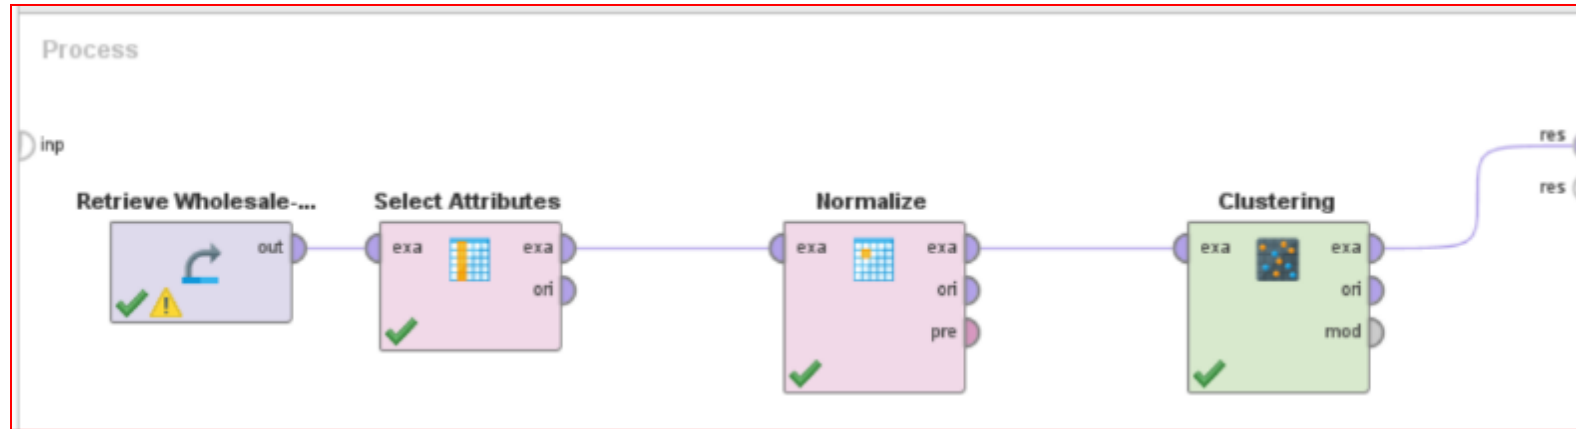 Process
inp
res
res
Retrieve Wholesale-...
out
Select Attributes
exa exa
ori
Normalize
exa exa
ori
pre
Clustering
exa exa
ori
mod